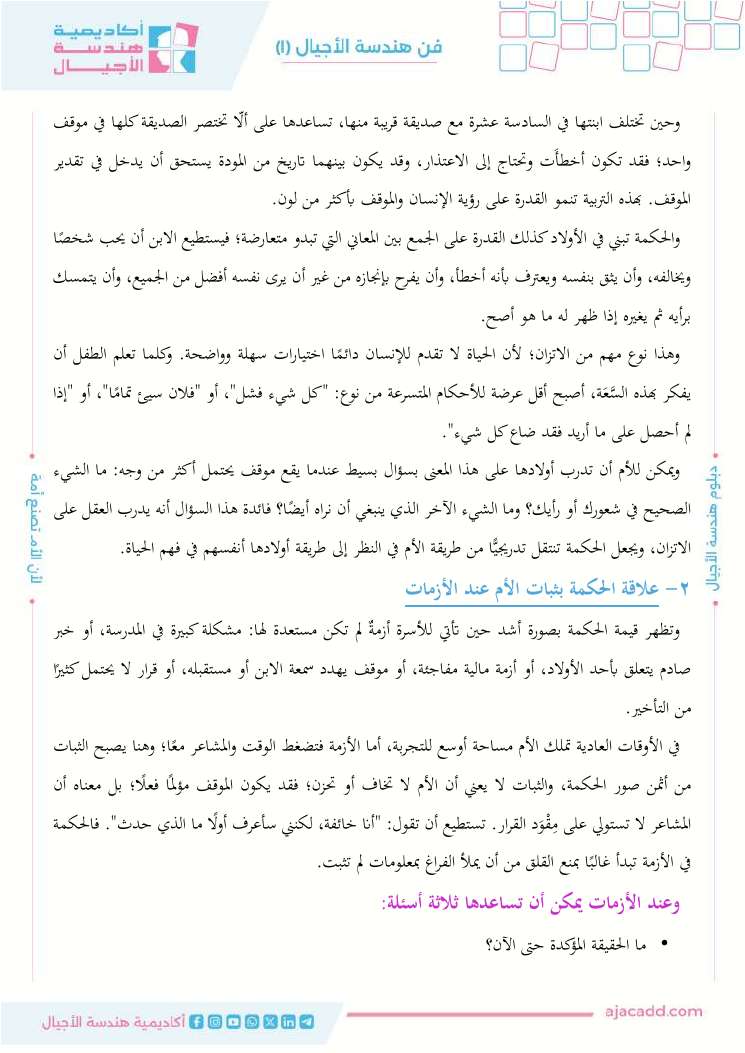 أكاديمية
هندسة
الأجيال
فن هندسة الأجيال (١)
وحين تختلف ابنتها في السادسة عشرة مع صديقة قريبة منها، تساعدها على ألّا تختصر الصديقة كلها في موقف
واحد؛ فقد تكون أخطأَت وتحتاج إلى الاعتذار، وقد يكون بينهما تاريخ من المودة يستحق أن يدخل في تقدير
الموقف. بهذه التربية تنمو القدرة على رؤية الإنسان والموقف بأكثر من لون.
والحكمة تبني في الأولاد كذلك القدرة على الجمع بين المعاني التي تبدو متعارضة؛ فيستطيع الابن أن يحب شخصًا
ويخالفه، وأن يثق بنفسه ويعترف بأنه أخطأ، وأن يفرح بإنجازه من غير أن يرى نفسه أفضل من الجميع، وأن يتمسك
برأيه ثم يغيره إذا ظهر له ما هو أصح.
وهذا نوع مهم من الاتزان؛ لأن الحياة لا تقدم للإنسان دائمًا اختيارات سهلة وواضحة. وكلما تعلم الطفل أن
يفكر بهذه السَّعَة، أصبح أقل عرضة للأحكام المتسرعة من نوع: "كل شيء فشل"، أو "فلان سيئ تمامًا"، أو "إذا
لم أحصل على ما أريد فقد ضاع كل شيء".
ويمكن للأم أن تدرب أولادها على هذا المعنى بسؤال بسيط عندما يقع موقف يحتمل أكثر من وجه: ما الشيء
الصحيح في شعورك أو رأيك؟ وما الشيء الآخر الذي ينبغي أن نراه أيضًا؟ فائدة هذا السؤال أنه يدرب العقل على
الاتزان، ويجعل الحكمة تنتقل تدريجيًّا من طريقة الأم في النظر إلى طريقة أولادها أنفسهم في فهم الحياة.
٢- علاقة الحكمة بثبات الأم عند الأزمات
وتظهر قيمة الحكمة بصورة أشد حين تأتي للأسرة أزمةٌ لم تكن مستعدة لها: مشكلة كبيرة في المدرسة، أو خبر
صادم يتعلق بأحد الأولاد، أو أزمة مالية مفاجئة، أو موقف يهدد سمعة الابن أو مستقبله، أو قرار لا يحتمل كثيرًا
من التأخير.
في الأوقات العادية تملك الأم مساحة أوسع للتجربة، أما الأزمة فتضغط الوقت والمشاعر معًا؛ وهنا يصبح الثبات
من أثمن صور الحكمة، والثبات لا يعني أن الأم لا تخاف أو تحزن؛ فقد يكون الموقف مؤلمًا فعلًا؛ بل معناه أن
المشاعر لا تستولي على مِقْوَد القرار. تستطيع أن تقول: "أنا خائفة، لكنني سأعرف أولًا ما الذي حدث". فالحكمة
في الأزمة تبدأ غالبًا بمنع القلق من أن يملأ الفراغ بمعلومات لم تثبت.
وعند الأزمات يمكن أن تساعدها ثلاثة أسئلة:
• ما الحقيقة المؤكدة حتى الآن؟
دبلوم هندسة الأجيال
لأن الأم تصنع أمة
ajacadd.com
أكاديمية هندسة الأجيال